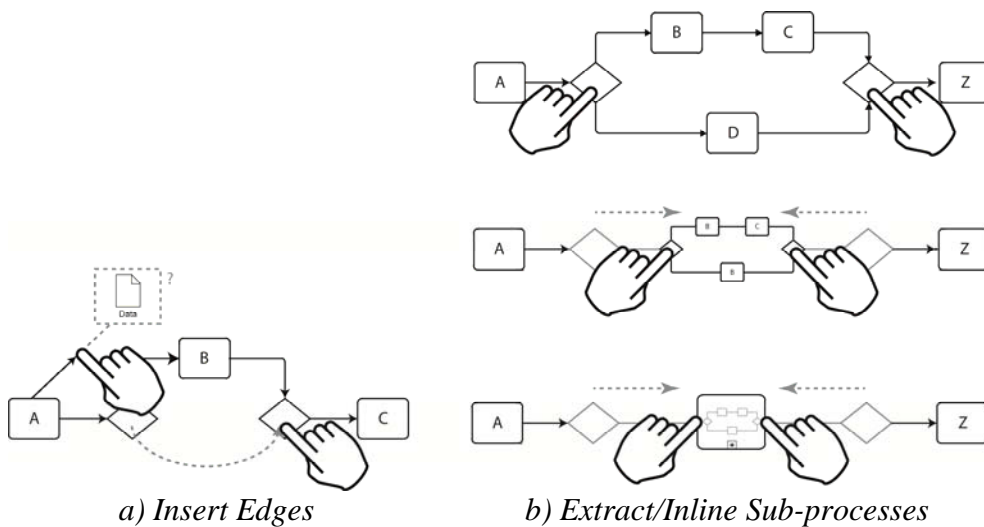 B
C
A
Z
D
A
B
C
Z
B
?
Data
B
A
C
A
Z
a) Insert Edges
b) Extract/Inline Sub-processes